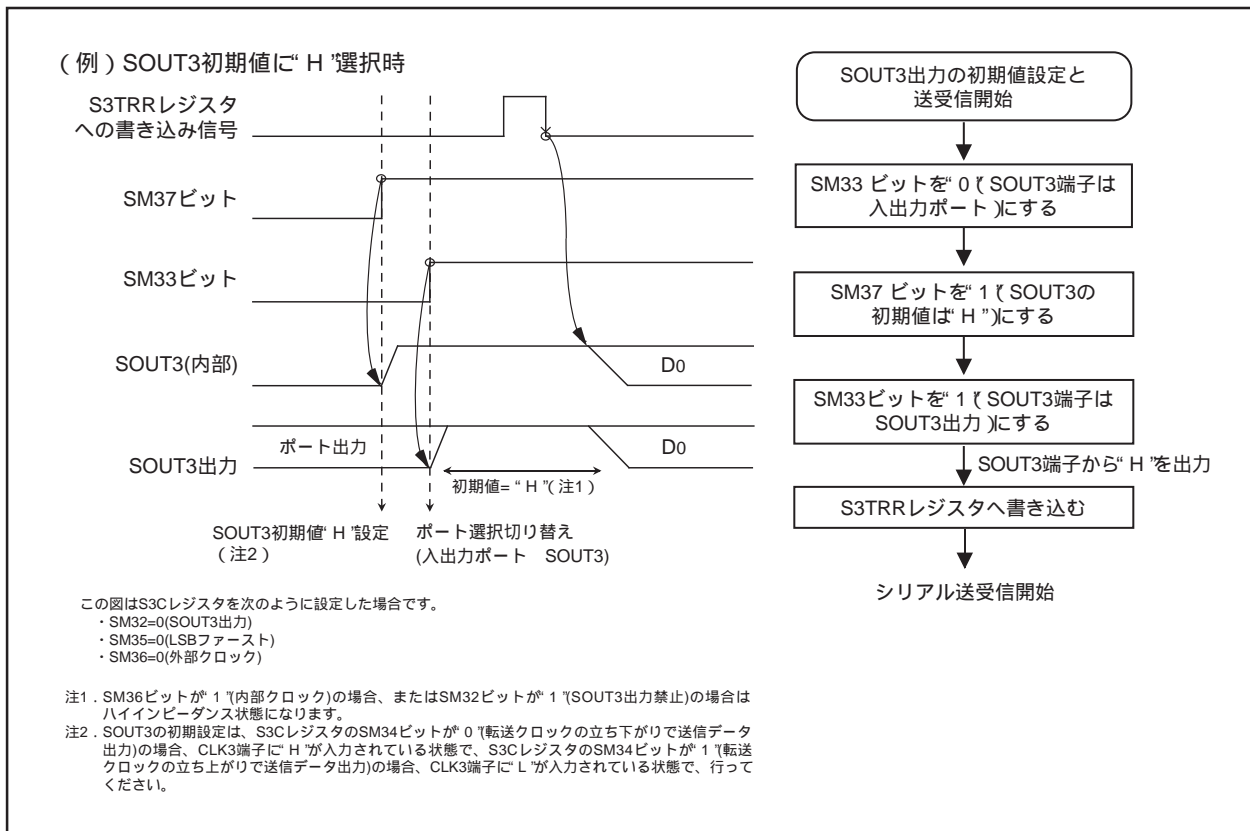 （例）SOUT3初期値に“H”選択時
S3TRRレジスタ
への書き込み信号
SM37ビット
SM33ビット
SOUT3(内部)
D0
SOUT3出力
ポート出力
D0
初期値=“H”(注1)
SOUT3初期値“H”設定
（注2）
ポート選択切り替え
(入出力ポート　SOUT3)
この図はS3Cレジスタを次のように設定した場合です。
・SM32=0(SOUT3出力)
・SM35=0(LSBファースト)
・SM36=0(外部クロック)
注1．SM36ビットが“1”(内部クロック)の場合、またはSM32ビットが“1”(SOUT3出力禁止)の場合は
ハイインピーダンス状態になります。
注2．SOUT3の初期設定は、S3CレジスタのSM34ビットが“0”(転送クロックの立ち下がりで送信データ
出力)の場合、CLK3端子に“H”が入力されている状態で、S3CレジスタのSM34ビットが“1”(転送
クロックの立ち上がりで送信データ出力)の場合、CLK3端子に“L”が入力されている状態で、行って
ください。
SOUT3出力の初期値設定と
送受信開始
SM33 ビットを“0”(SOUT3端子は
入出力ポート)にする
SM37 ビットを“1”(SOUT3の
初期値は“H”)にする
SM33ビットを“1”(SOUT3端子は
SOUT3出力)にする
SOUT3端子から“H”を出力
S3TRRレジスタへ書き込む
シリアル送受信開始